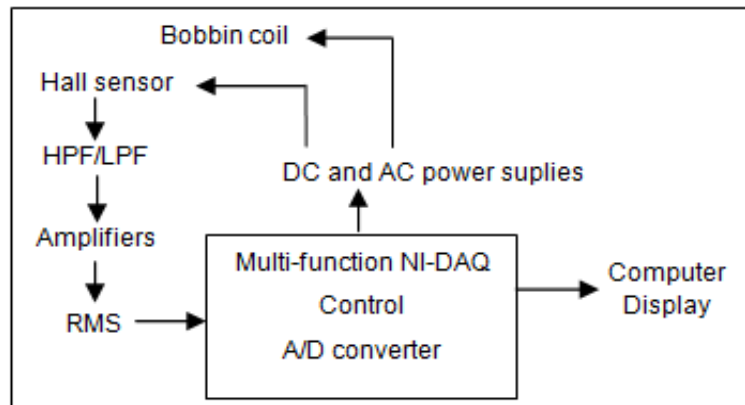 Bobbin coil
Hall sensor
HPF/LPF
DC and AC power suplies
Amplifiers
Multi-function NI-DAQ
Control
A/D converter
Computer
Display
RMS